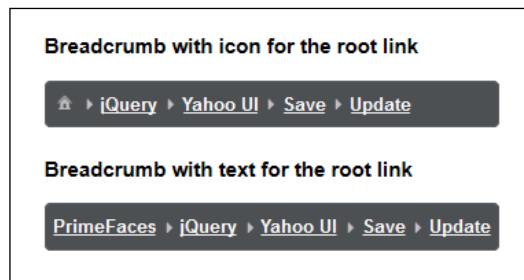 Breadcrumb with icon for the root link
jQuery Yahoo UI Save Update
Breadcrumb with text for the root link
PrimeFaces jQuery Yahoo UI Save Update